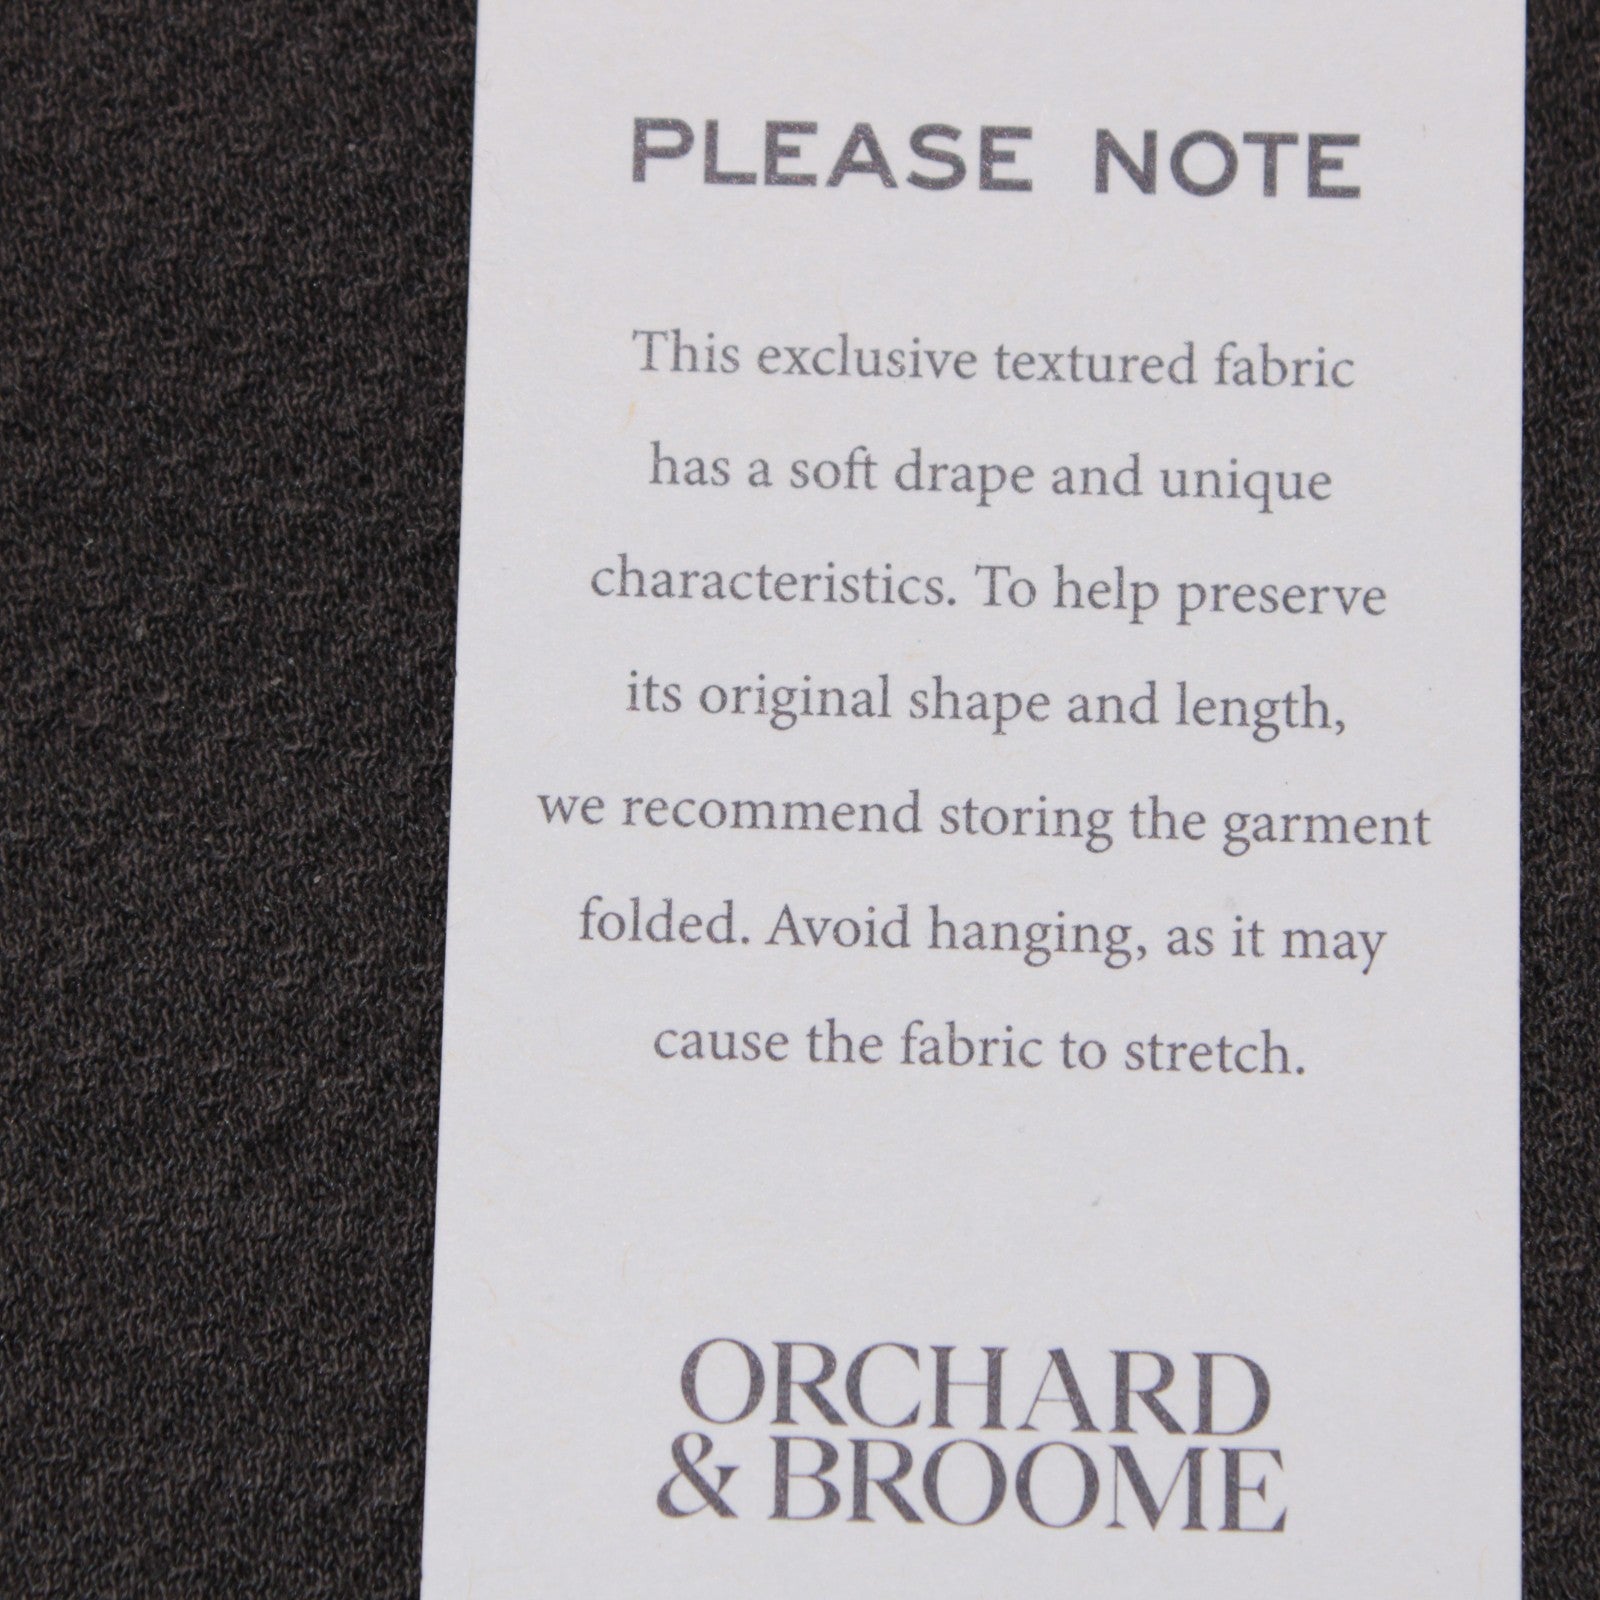 PLEASE NOTE
This exclusive textured fabric
has a soft drape and unique
characteristics. To help preserve
its original shape and length,
we recommend storing the garment
folded. Avoid hanging, as it may
cause the fabric to stretch.
ORCHARD
& BROOME